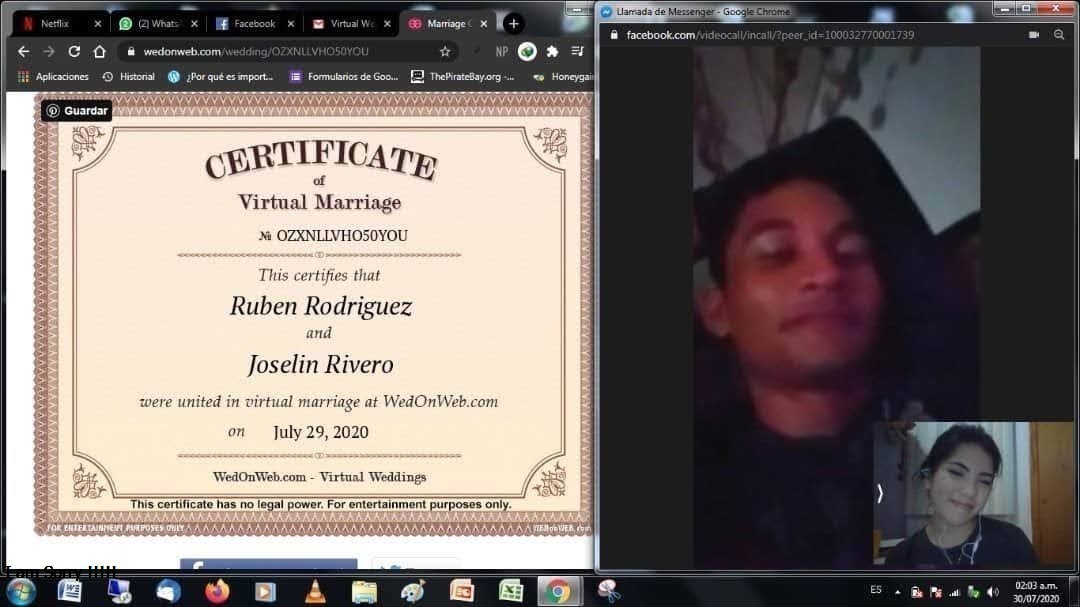 Netflix
(2) Whats
Facebook
Virtual We
Marriage C
Llamada de Messenger - Google Chrome
wedonweb.com/wedding/OZXNLLVHO50YOU
NP
facebook.com/videocall/incall/?peer_id=100032770001739
Aplicaciones
Historial
¿Por qué es import...
Formularios de Goo...
ThePirateBay.org -...
Honeygain
Guardar
CERTIFICATE
of
Virtual Marriage
№ OZXNLLVHO50YOU
This certifies that
Ruben Rodriguez
and
Joselin Rivero
were united in virtual marriage at WedOnWeb.com
on July 29, 2020
WedOnWeb.com - Virtual Weddings
This certificate has no legal power. For entertainment purposes only.
FOR ENTERTAINMENT PURPOSES ONLY
WEDonWEB.com
I am Sorry !!!!!
ES
02:03 a.m.
30/07/2020